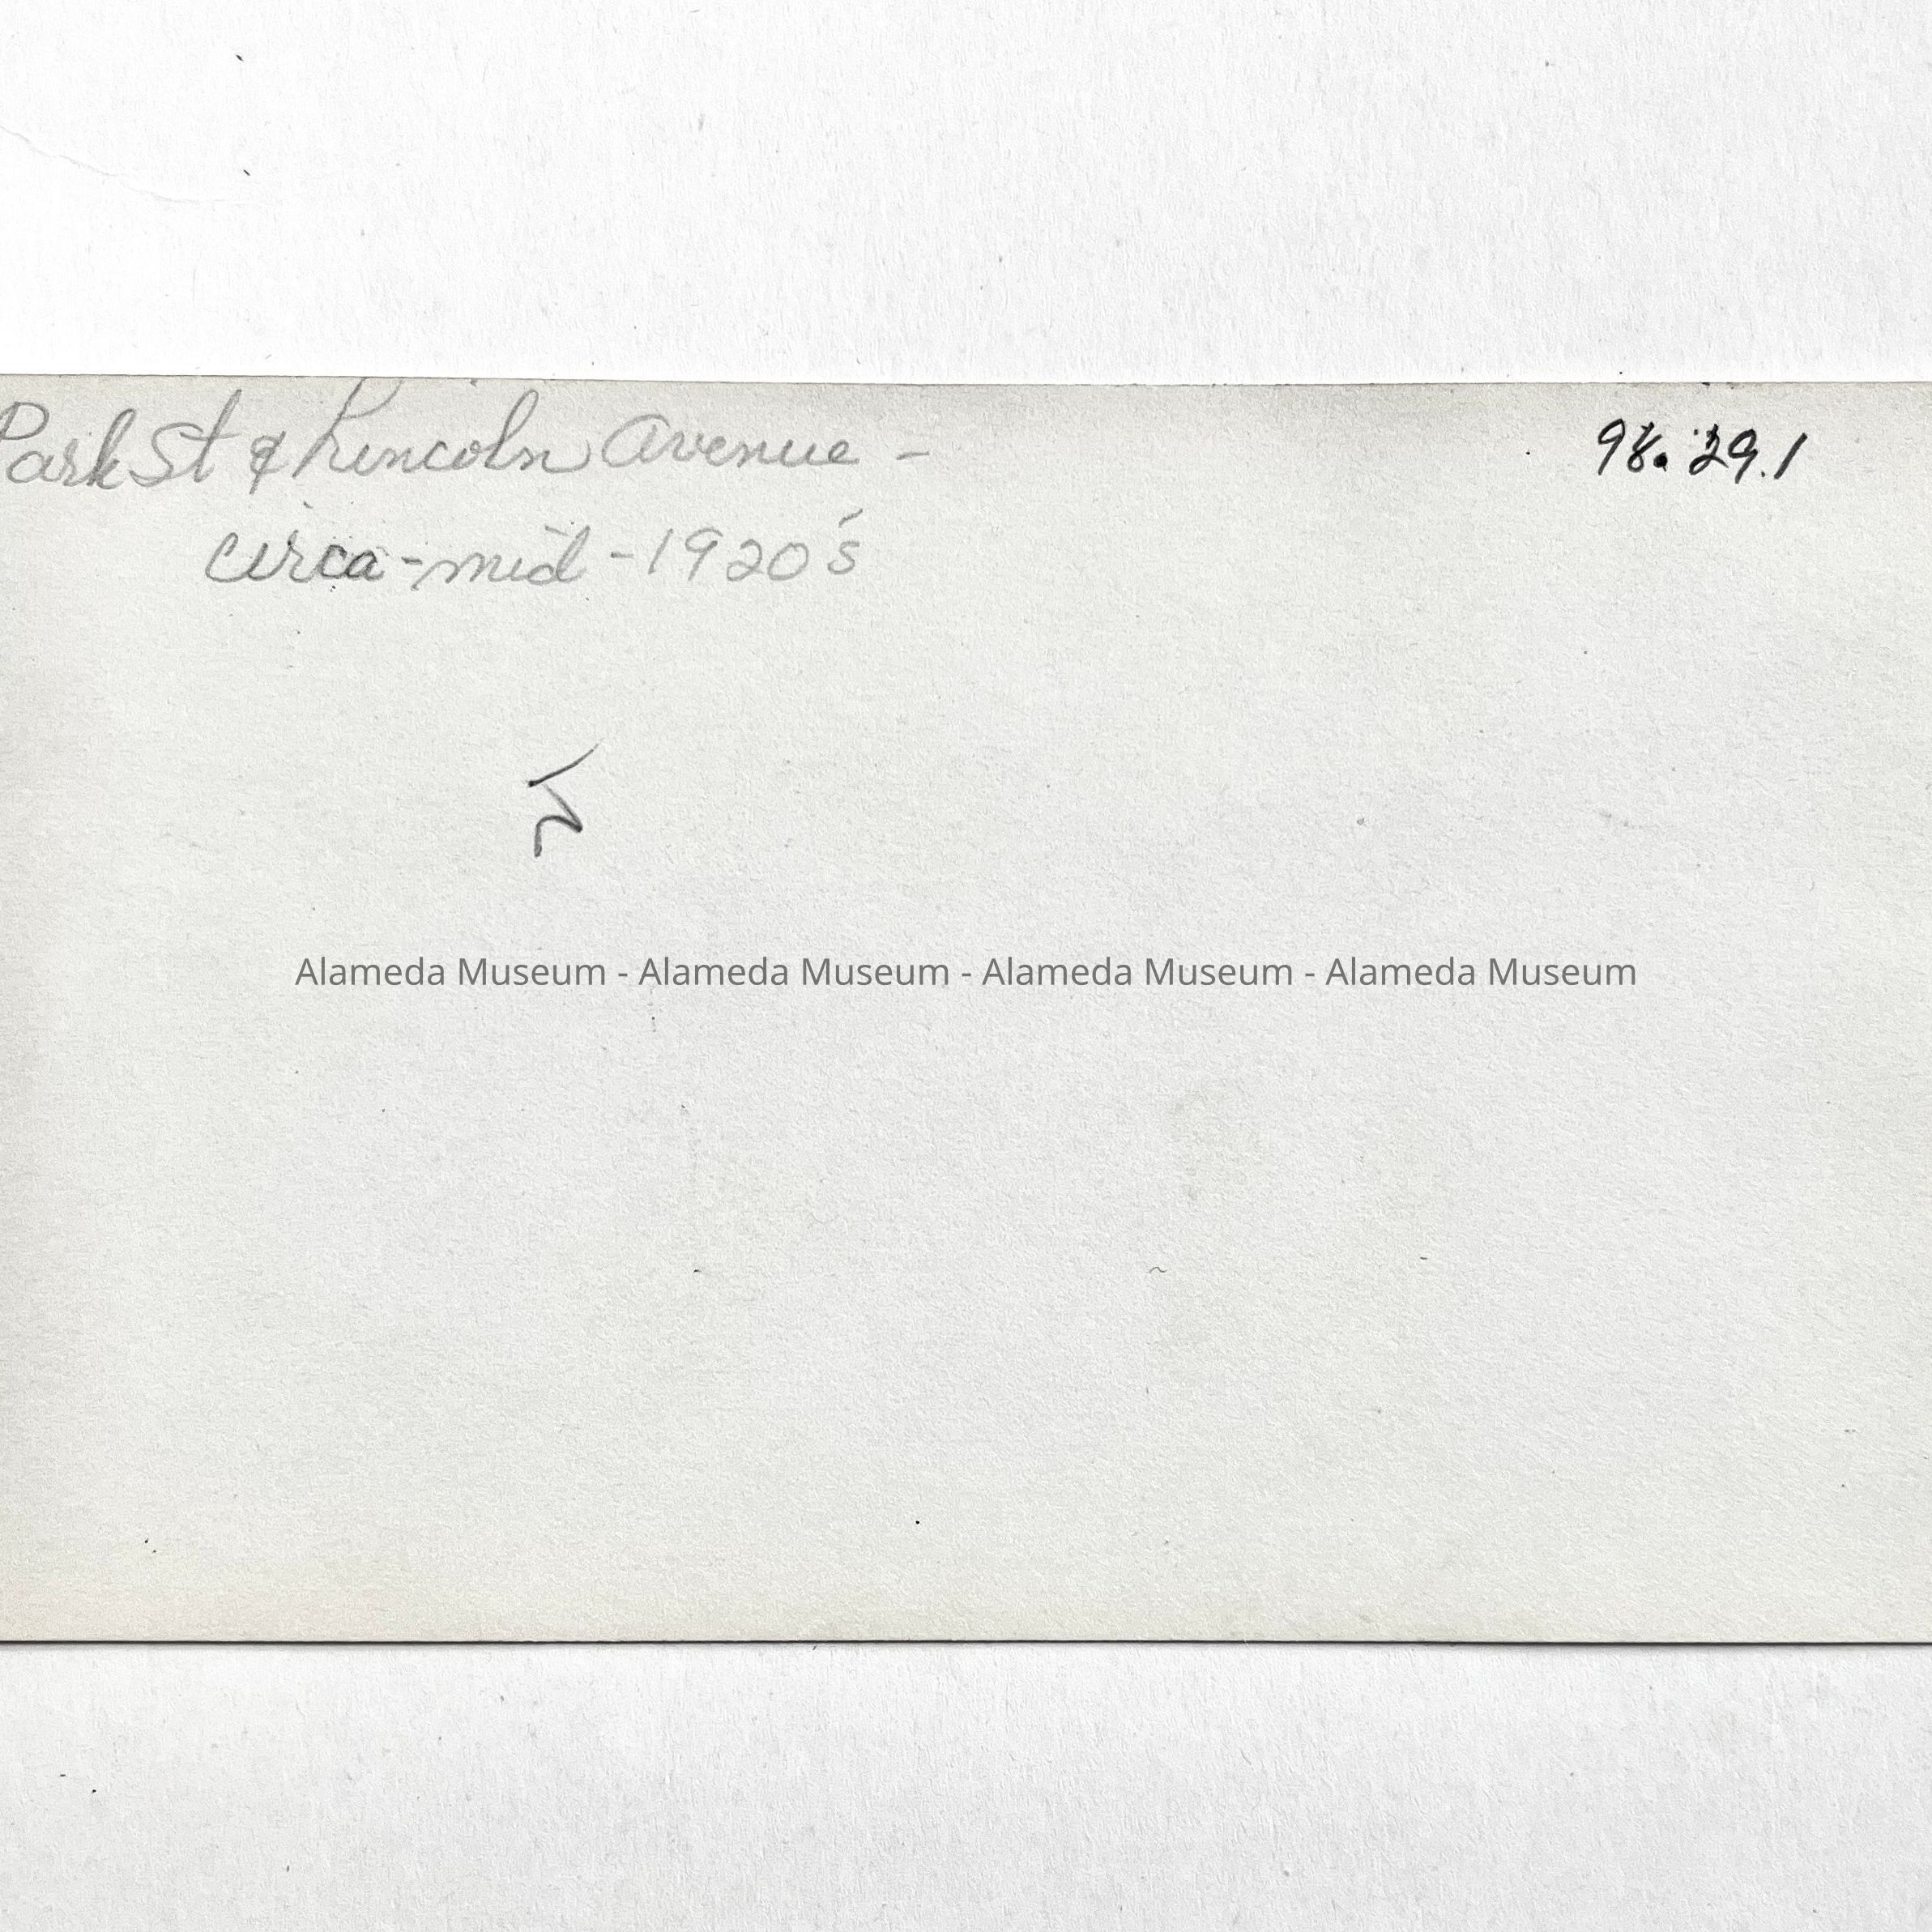 Park St & Lincoln Avenue -
98.29.1
circa-mid-1920's
Alameda Museum - Alameda Museum - Alameda Museum - Alameda Museum